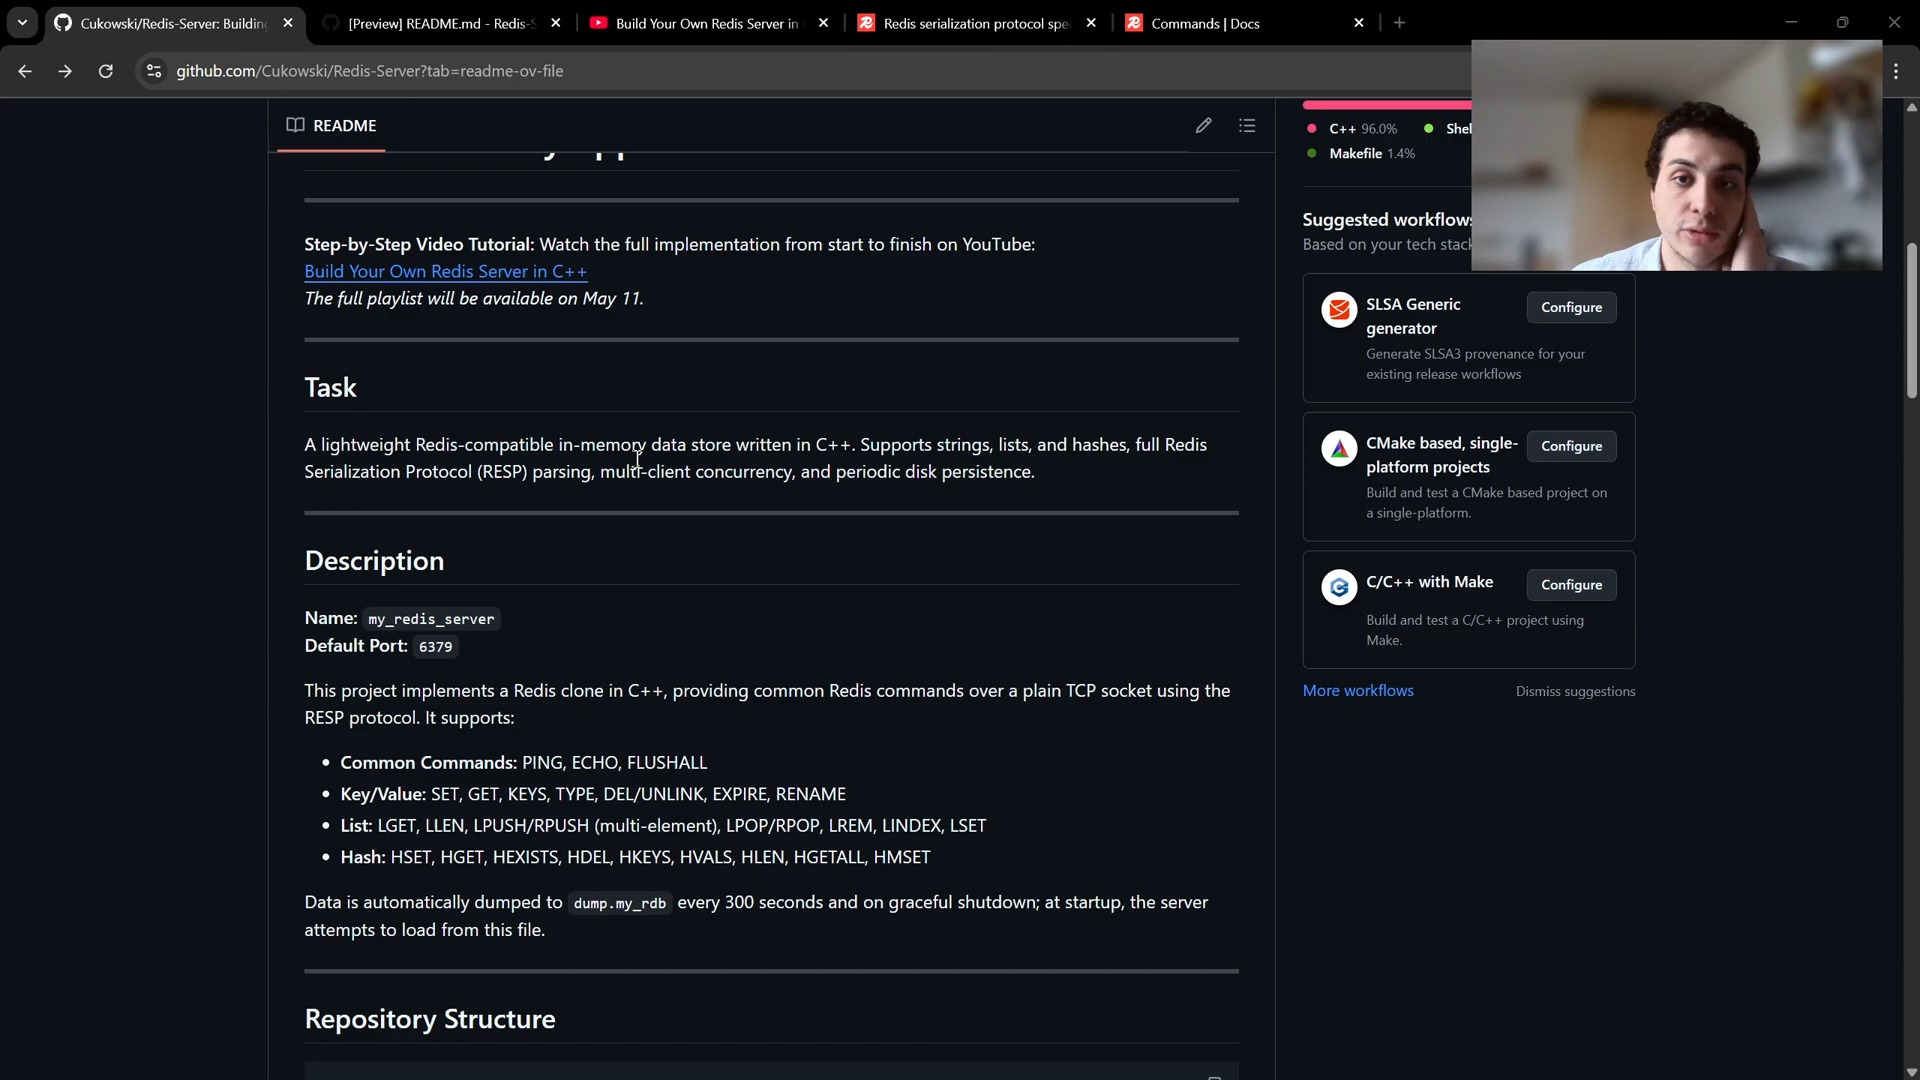 Cukowski/Redis-Server: Building
[Preview] README.md - Redis-S
Build Your Own Redis Server in
Redis serialization protocol spe
Commands | Docs
github.com/Cukowski/Redis-Server?tab=readme-ov-file
README
C++ 96.0%
Shel
Makefile 1.4%
Step-by-Step Video Tutorial: Watch the full implementation from start to finish on YouTube:
Build Your Own Redis Server in C++
The full playlist will be available on May 11.
Task
A lightweight Redis-compatible in-memory data store written in C++. Supports strings, lists, and hashes, full Redis
Serialization Protocol (RESP) parsing, multi-client concurrency, and periodic disk persistence.
Description
Name: my_redis_server
Default Port: 6379
This project implements a Redis clone in C++, providing common Redis commands over a plain TCP socket using the
RESP protocol. It supports:
• Common Commands: PING, ECHO, FLUSHALL
• Key/Value: SET, GET, KEYS, TYPE, DEL/UNLINK, EXPIRE, RENAME
• List: LGET, LLEN, LPUSH/RPUSH (multi-element), LPOP/RPOP, LREM, LINDEX, LSET
• Hash: HSET, HGET, HEXISTS, HDEL, HKEYS, HVALS, HLEN, HGETALL, HMSET
Data is automatically dumped to dump.my_rdb every 300 seconds and on graceful shutdown; at startup, the server
attempts to load from this file.
Repository Structure
Suggested workflows
Based on your tech stack
SLSA Generic
generator
Configure
Generate SLSA3 provenance for your
existing release workflows
CMake based, single-
platform projects
Configure
Build and test a CMake based project on
a single-platform.
C/C++ with Make
Configure
Build and test a C/C++ project using
Make.
More workflows
Dismiss suggestions